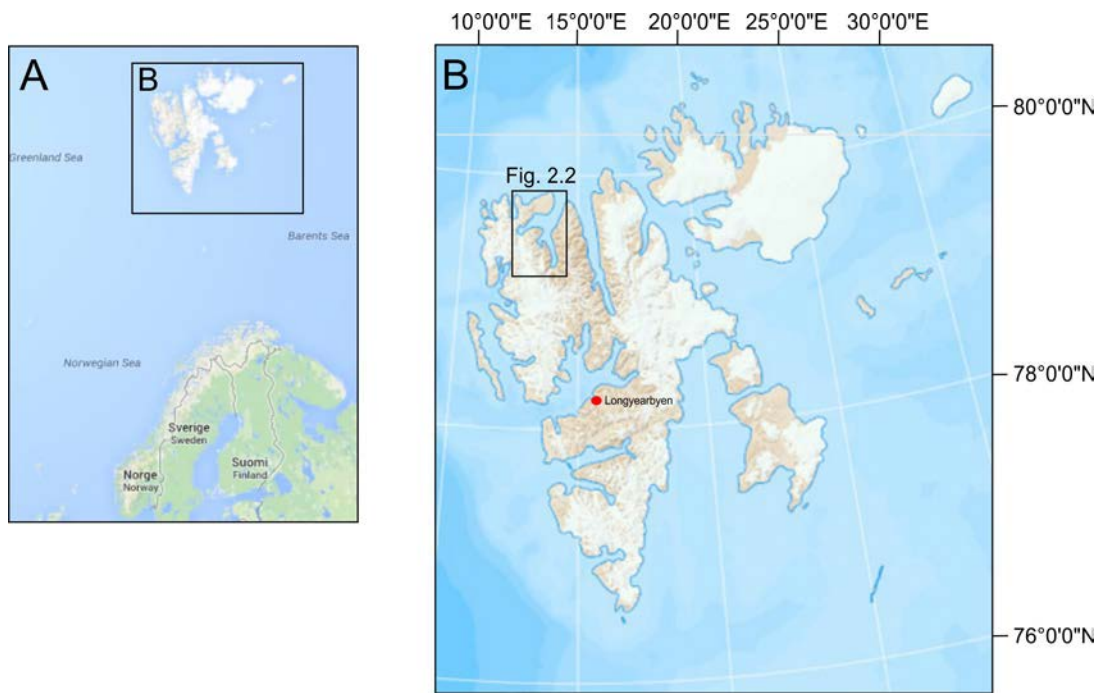 A
B
Greenland Sea
Barents Sea
Norwegian Sea
Sverige
Sweden
Norge
Norway
Suomi
Finland
10°0'0"E 15°0'0"E 20°0'0"E 25°0'0"E 30°0'0"E
B
80°0'0"N
Fig. 2.2
78°0'0"N
Longyearbyen
76°0'0"N